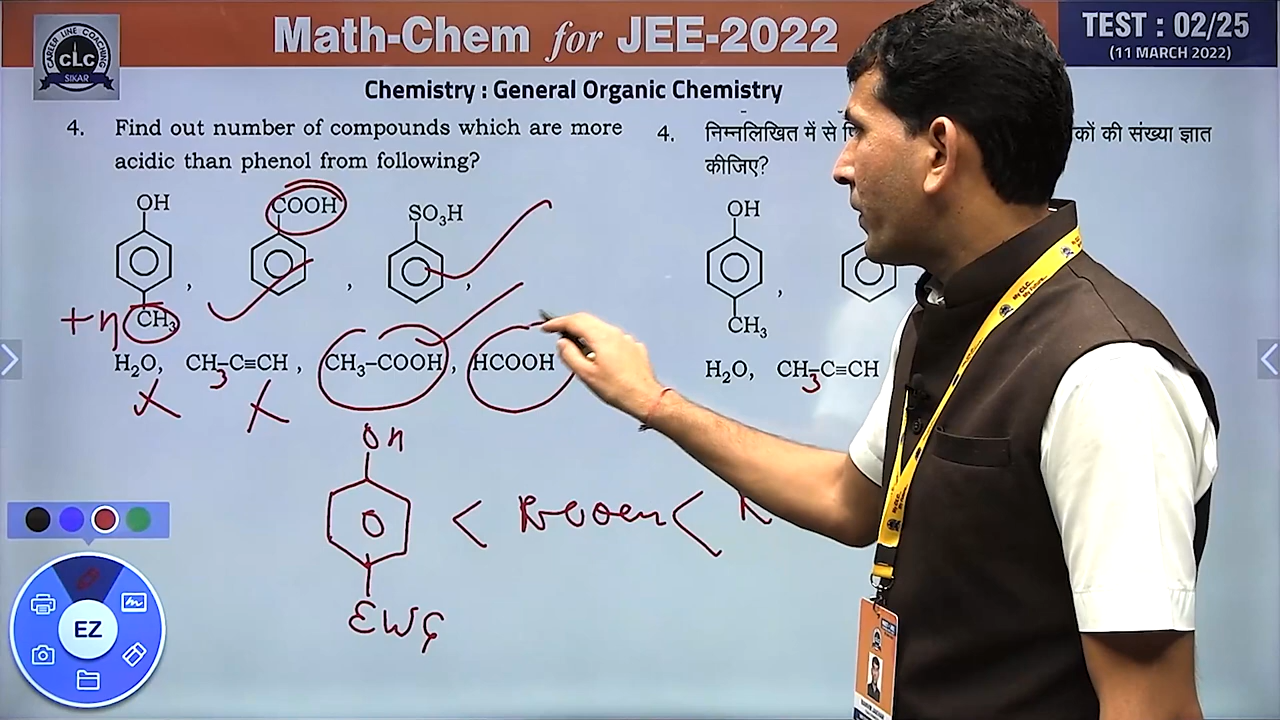 CAREER LINE COACHING
CLC
SIKAR
Math-Chem for JEE-2022
TEST : 02/25
(11 MARCH 2022)
Chemistry : General Organic Chemistry
4. Find out number of compounds which are more
acidic than phenol from following?
OH
COOH
SO₃H
+H CH₃
H₂O, CH₃–C≡CH, CH₃–COOH, HCOOH
OH
< R-COOH <
EWG
4. निम्नलिखित में से
कों की संख्या ज्ञात
कीजिए?
OH
CH₃
H₂O, CH₃–C≡CH
EZ